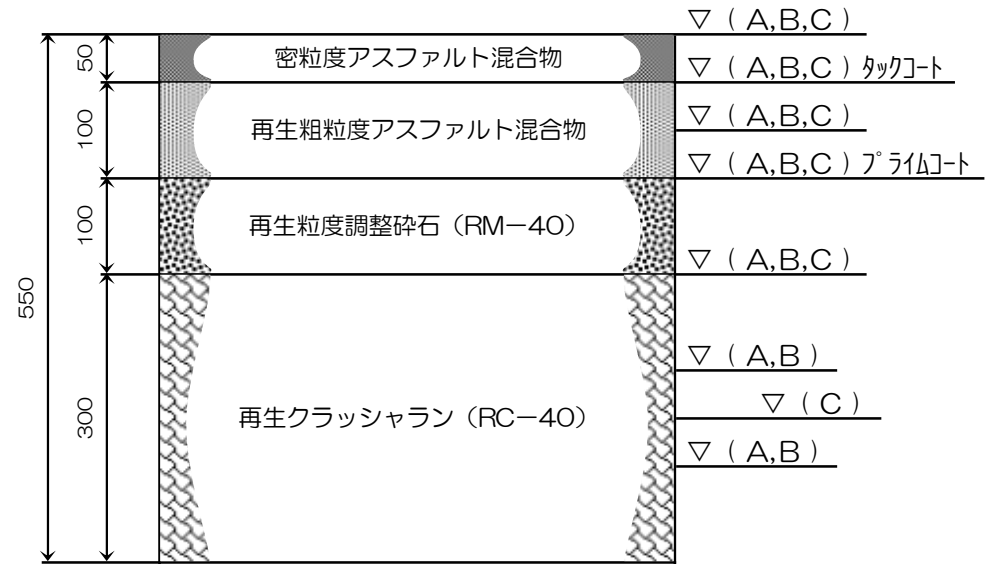 ▽ ( A,B,C )
50
密粒度アスファルト混合物
▽ ( A,B,C ) ﾀｯｸｺｰﾄ
100
再生粗粒度アスファルト混合物
▽ ( A,B,C )
▽ ( A,B,C ) ﾌﾟﾗｲﾑｺｰﾄ
100
再生粒度調整砕石（RM－40）
▽ ( A,B,C )
550
▽ ( A,B )
300
再生クラッシャラン（RC－40）
▽ ( C )
▽ ( A,B )